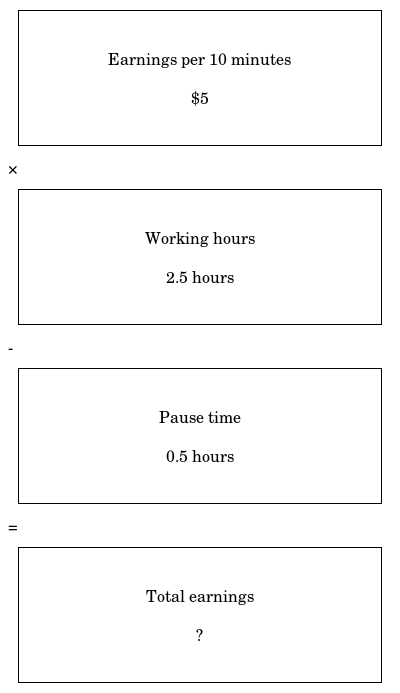 Earnings per 10 minutes
$5
×
Working hours
2.5 hours
-
Pause time
0.5 hours
=
Total earnings
?